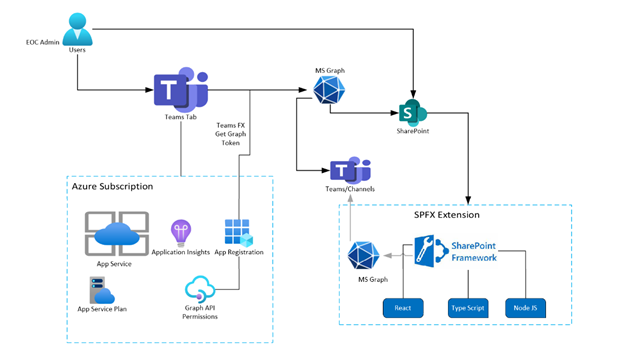 EOC Admin
Users
Teams Tab
Teams FX
Get Graph
Token
MS Graph
SharePoint
Teams/Channels
Azure Subscription
App Service
Application Insights
App Registration
App Service Plan
Graph API
Permissions
SPFX Extension
MS Graph
SharePoint
Framework
React
Type Script
Node JS